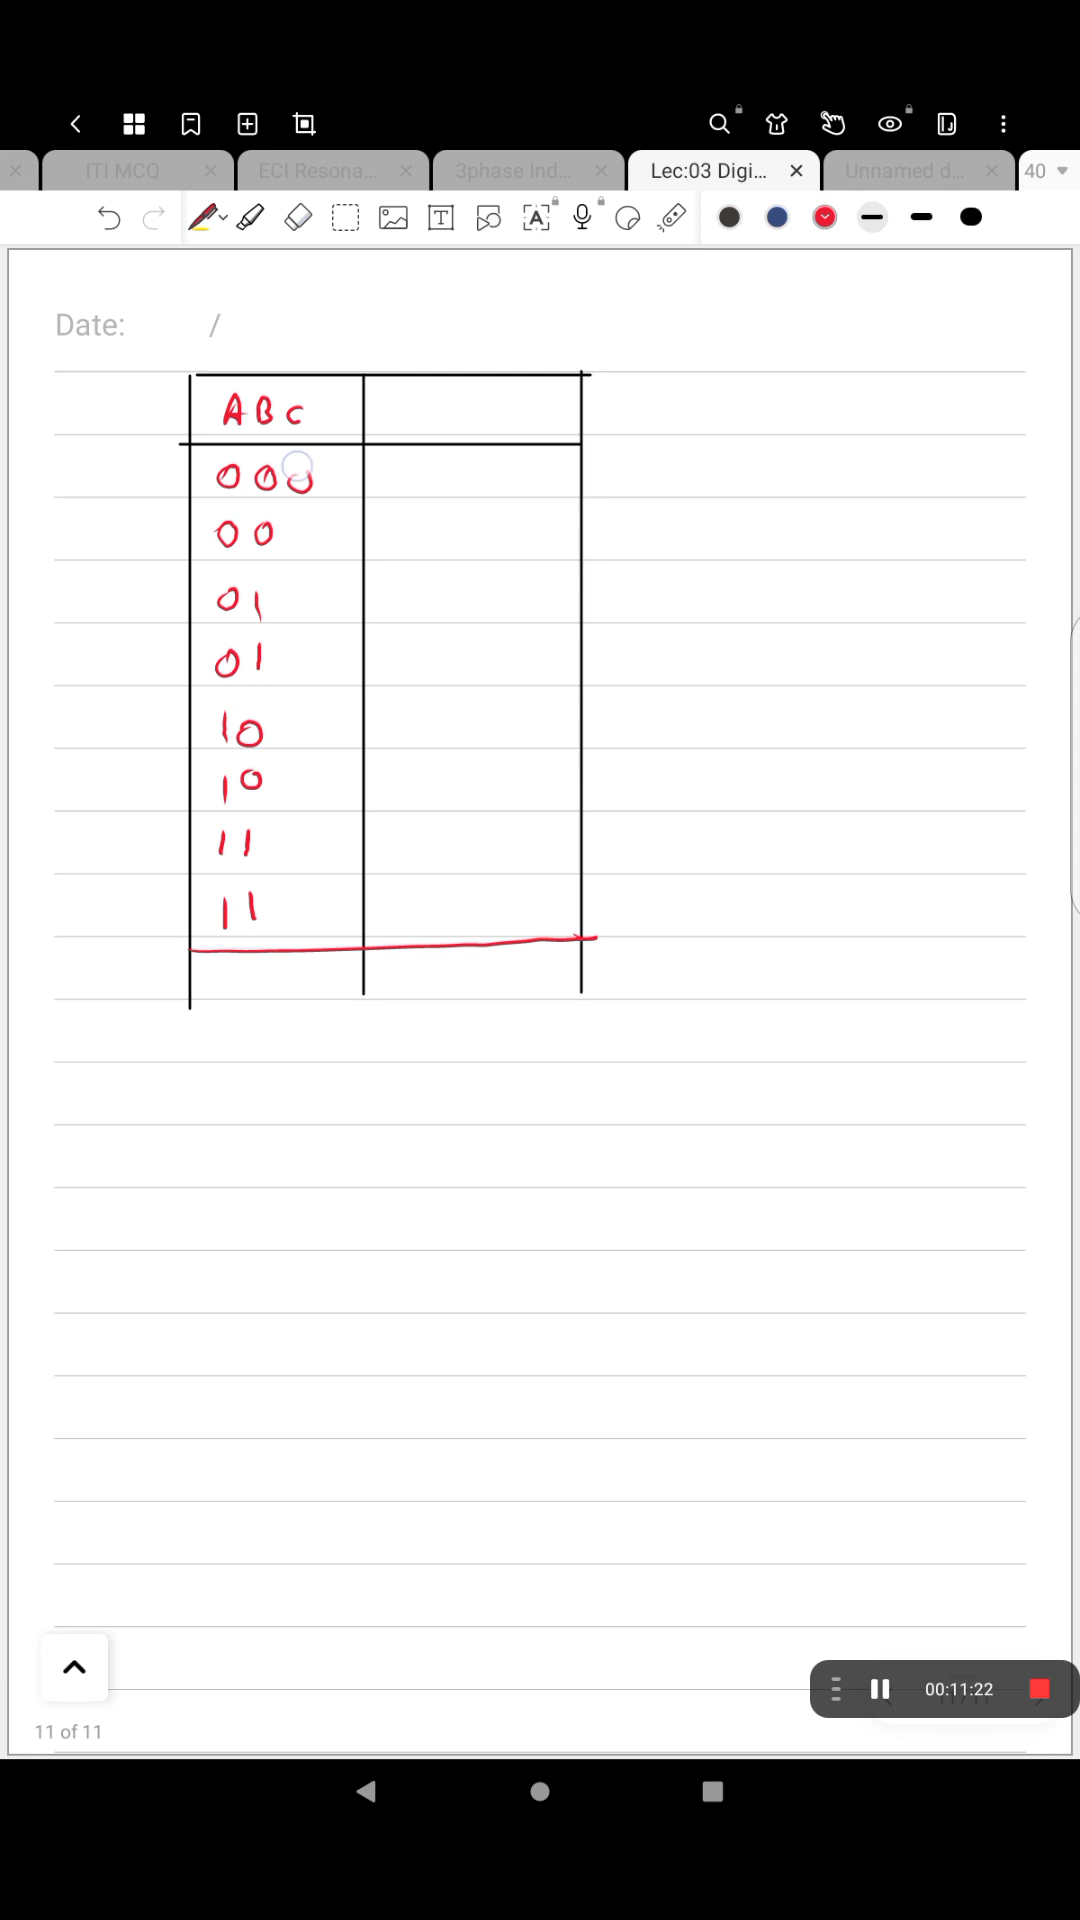 ITI MCQ ECI Resona... 3phase Ind... Lec:03 Digi... Unnamed d... 40
Date: /
A B C
0 0 0
0 0
0 1
0 1
1 0
1 0
1 1
1 1
00:11:22
11 of 11